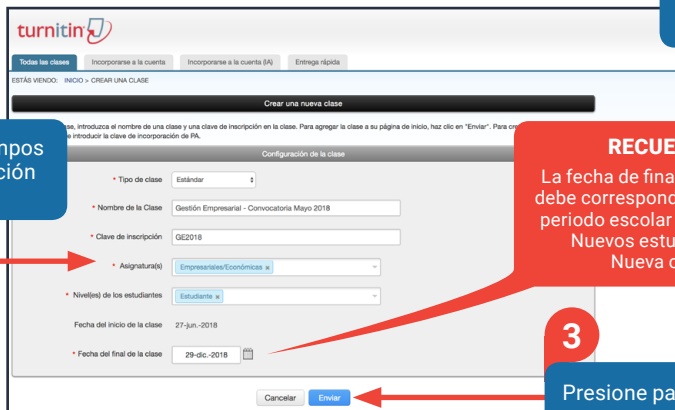 turnitin
Todas las clases Incorporarse a la cuenta Incorporarse a la cuenta (IA) Entrega rápida
ESTÁS VIENDO: INICIO > CREAR UNA CLASE
Crear una nueva clase
se, introduzca el nombre de una clase y una clave de inscripción en la clase. Para agregar la clase a su página de inicio, haz clic en "Enviar". Para cre
e introducir la clave de incorporación de PA.
Configuración de la clase
mpos
ción
* Tipo de clase Estándar
* Nombre de la Clase Gestión Empresarial - Convocatoria Mayo 2018
* Clave de inscripción GE2018
* Asignatura(s) Empresariales/Económicas x
* Nivel(es) de los estudiantes Estudiante x
Fecha del inicio de la clase 27-jun.-2018
* Fecha del final de la clase 29-dic.-2018
Cancelar Enviar
RECUE
La fecha de fina
debe correspond
periodo escolar
Nuevos estu
Nueva c
3
Presione pa